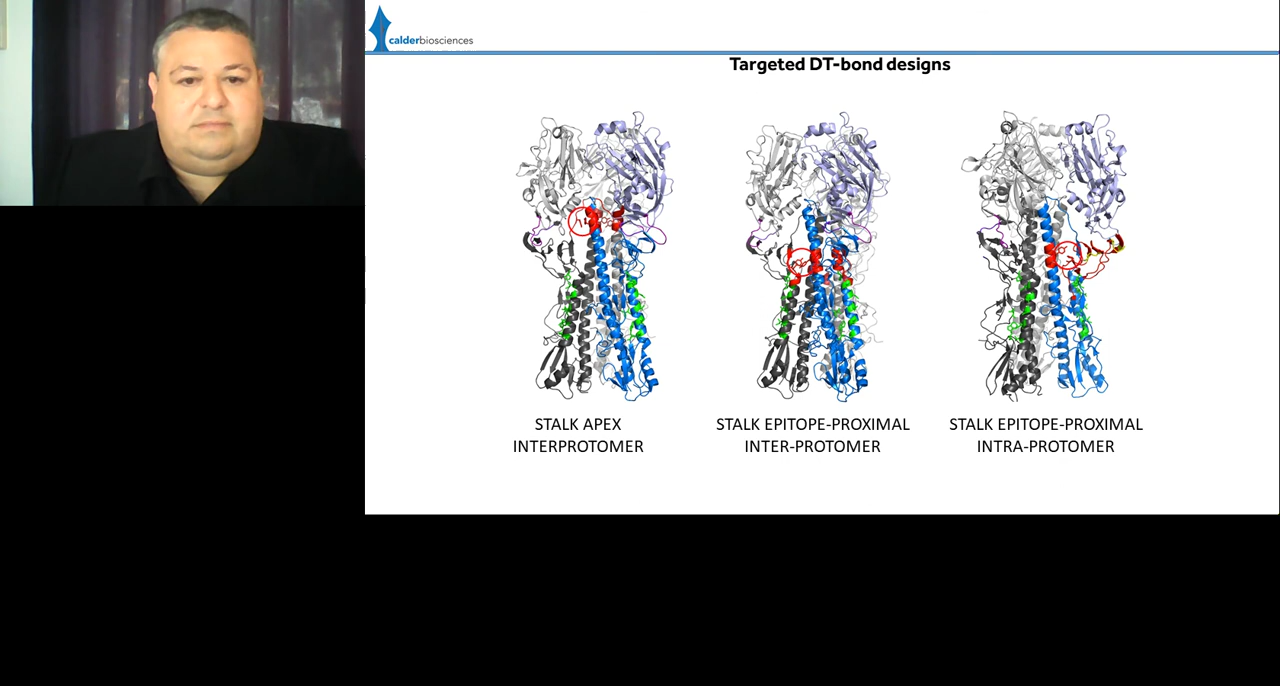 calderbiosciences
Targeted DT-bond designs
STALK APEX
INTERPROTOMER
STALK EPITOPE-PROXIMAL
INTER-PROTOMER
STALK EPITOPE-PROXIMAL
INTRA-PROTOMER